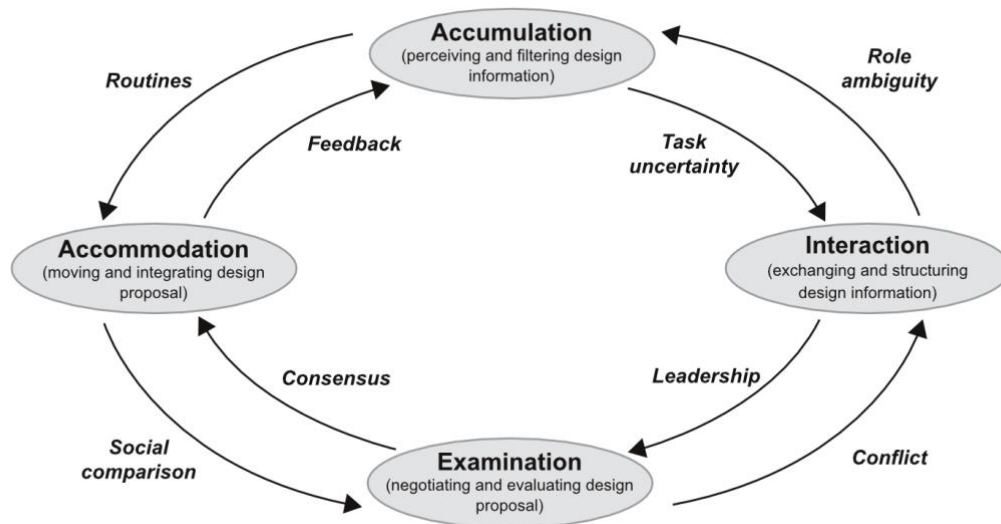 Accumulation
(perceiving and filtering design
information)
Routines
Role
ambiguity
Feedback
Task
uncertainty
Accommodation
(moving and integrating design
proposal)
Interaction
(exchanging and structuring
design information)
Consensus
Leadership
Social
comparison
Conflict
Examination
(negotiating and evaluating design
proposal)